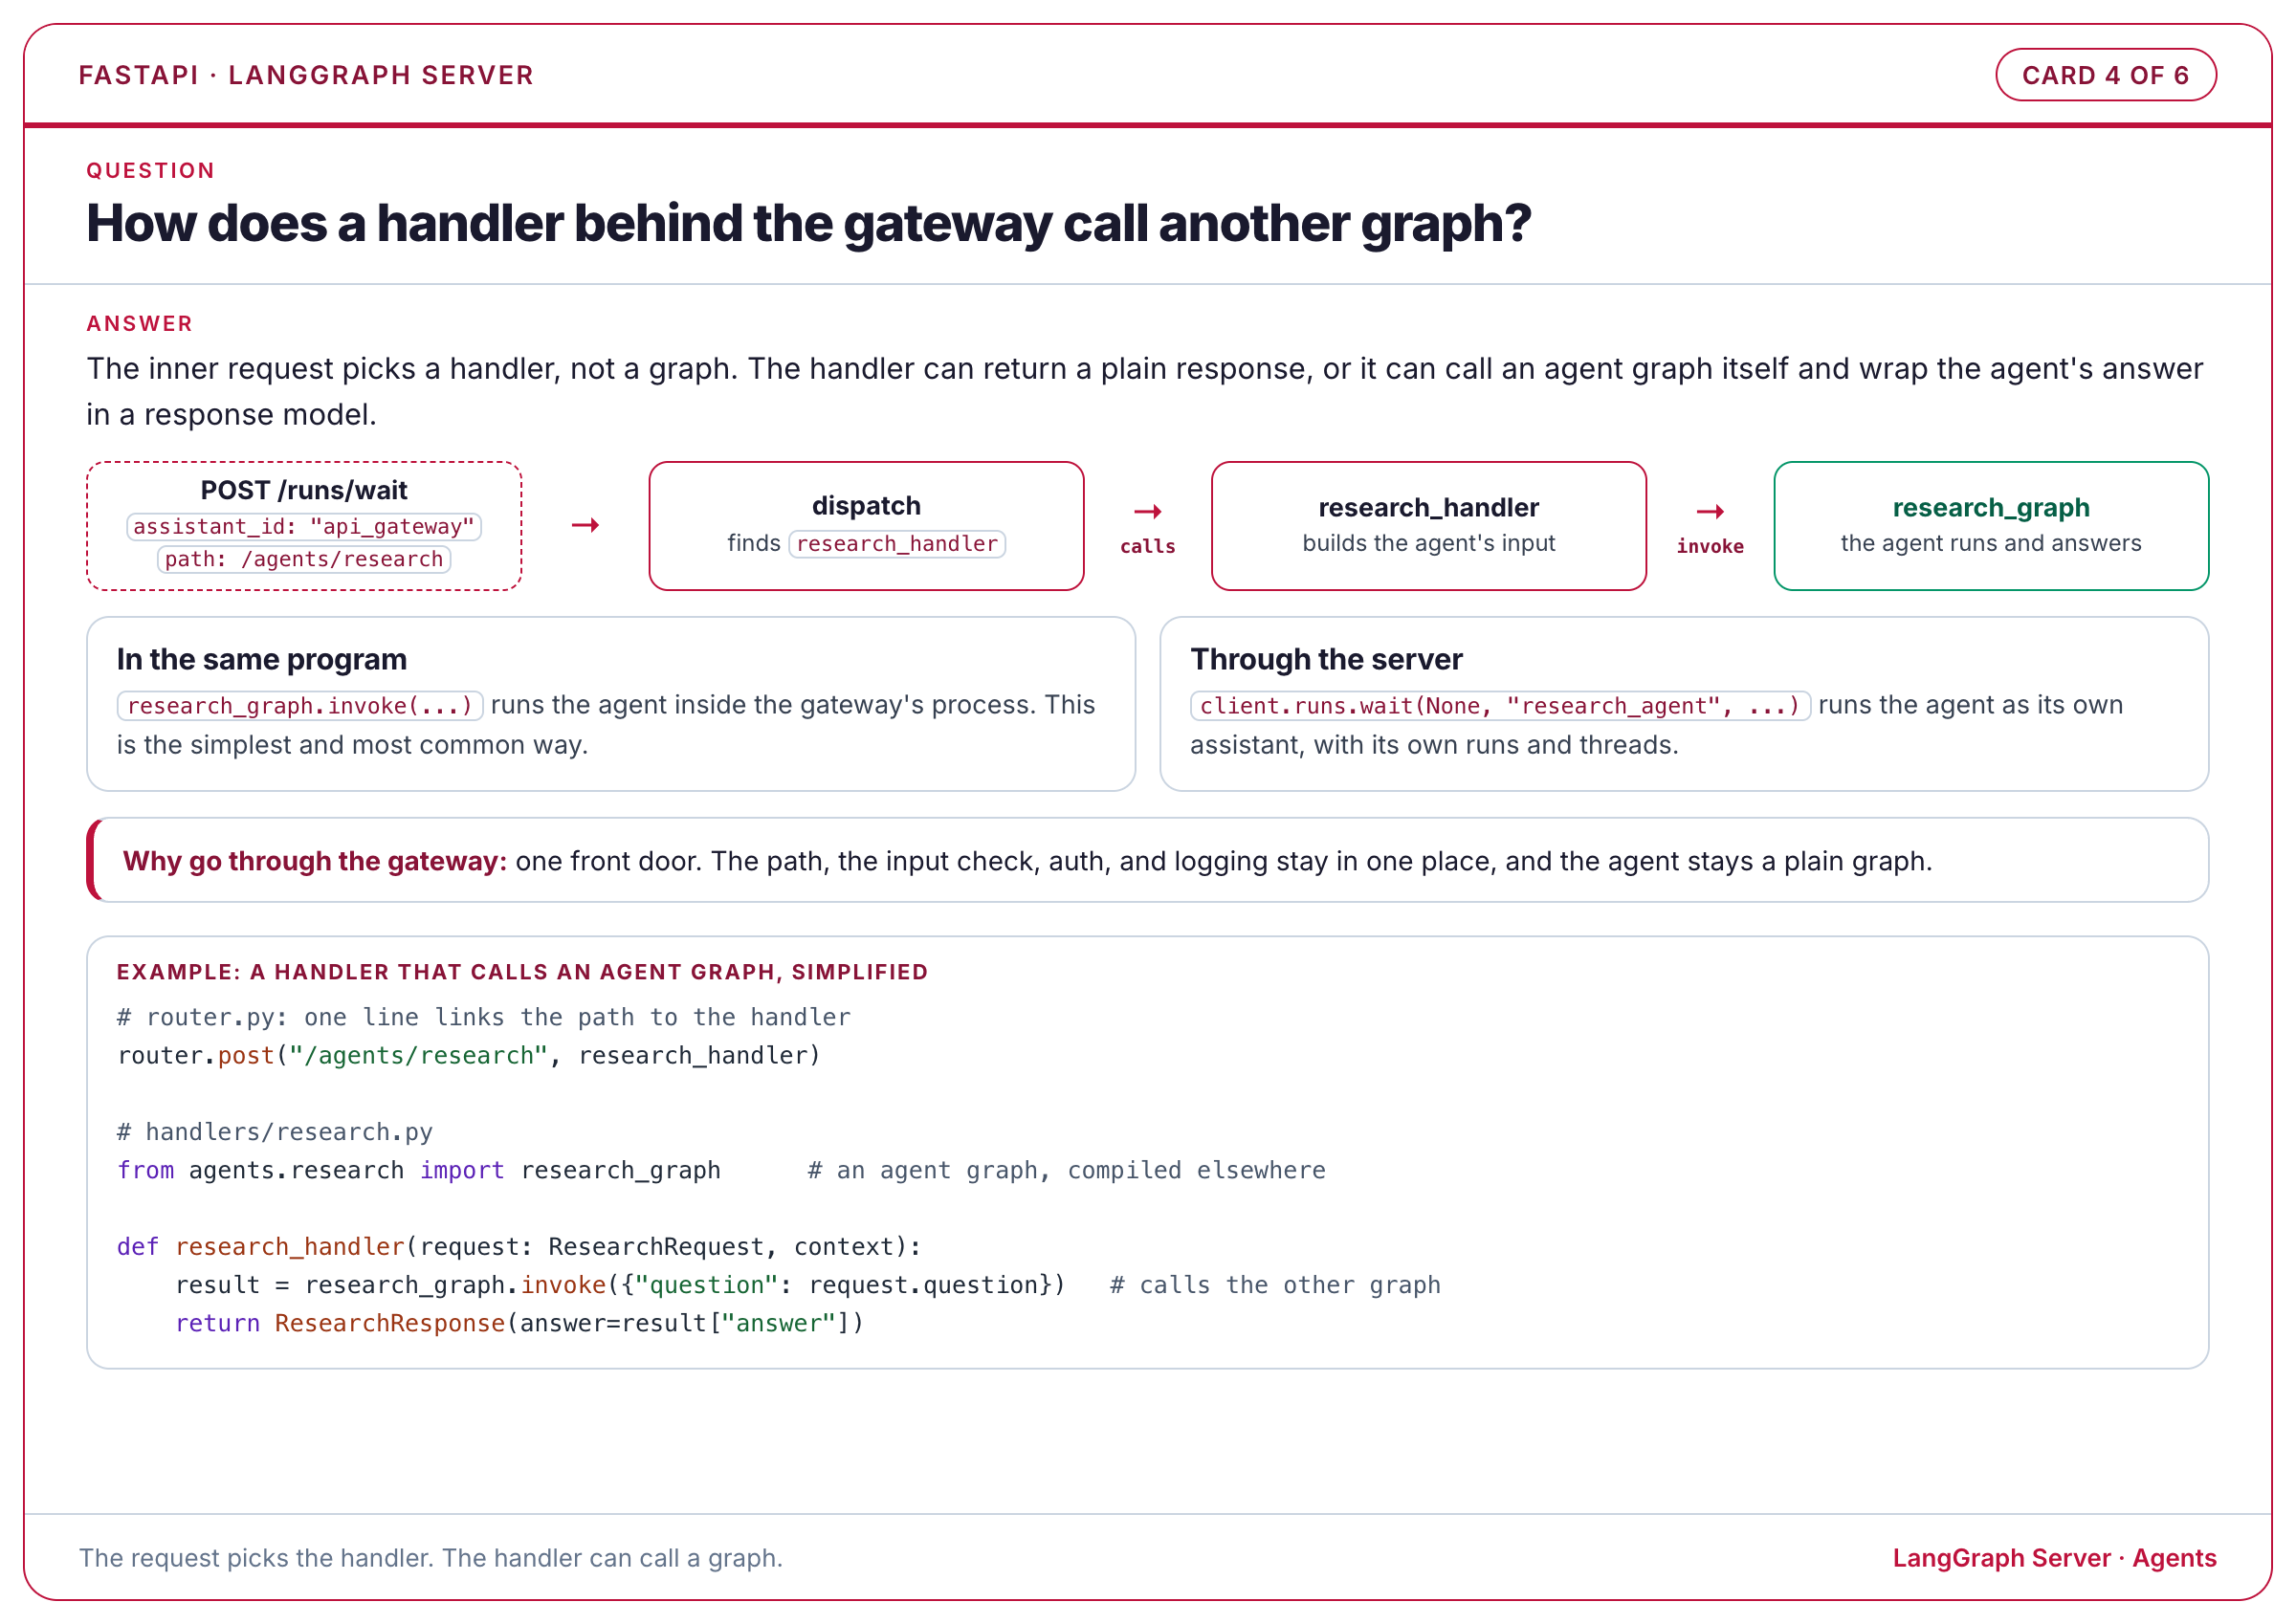 FASTAPI · LANGGRAPH SERVER
CARD 4 OF 6
QUESTION
How does a handler behind the gateway call another graph?
ANSWER
The inner request picks a handler, not a graph. The handler can return a plain response, or it can call an agent graph itself and wrap the agent's answer
in a response model.
POST /runs/wait
assistant_id: "api_gateway"
path: /agents/research
→
dispatch
finds research_handler
→
calls
research_handler
builds the agent's input
→
invoke
research_graph
the agent runs and answers
In the same program
research_graph.invoke(...) runs the agent inside the gateway's process. This
is the simplest and most common way.
Through the server
client.runs.wait(None, "research_agent", ...) runs the agent as its own
assistant, with its own runs and threads.
Why go through the gateway: one front door. The path, the input check, auth, and logging stay in one place, and the agent stays a plain graph.
EXAMPLE: A HANDLER THAT CALLS AN AGENT GRAPH, SIMPLIFIED
# router.py: one line links the path to the handler
router.post("/agents/research", research_handler)
# handlers/research.py
from agents.research import research_graph      # an agent graph, compiled elsewhere
def research_handler(request: ResearchRequest, context):
    result = research_graph.invoke({"question": request.question})   # calls the other graph
    return ResearchResponse(answer=result["answer"])
The request picks the handler. The handler can call a graph.
LangGraph Server · Agents